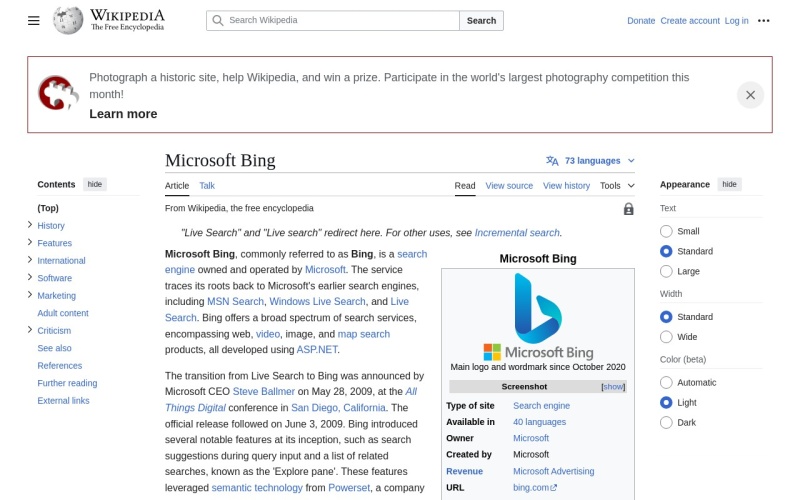 WIKIPEDIA
The Free Encyclopedia
Search Wikipedia
Search
Donate Create account Log in
Photograph a historic site, help Wikipedia, and win a prize. Participate in the world's largest photography competition this
month!
Learn more
Microsoft Bing
73 languages
Article Talk
Read View source View history Tools
From Wikipedia, the free encyclopedia
Contents hide
(Top)
History
Features
International
Software
Marketing
Adult content
Criticism
See also
References
Further reading
External links
"Live Search" and "Live search" redirect here. For other uses, see Incremental search.
Microsoft Bing, commonly referred to as Bing, is a search
engine owned and operated by Microsoft. The service
traces its roots back to Microsoft's earlier search engines,
including MSN Search, Windows Live Search, and Live
Search. Bing offers a broad spectrum of search services,
encompassing web, video, image, and map search
products, all developed using ASP.NET.
The transition from Live Search to Bing was announced by
Microsoft CEO Steve Ballmer on May 28, 2009, at the All
Things Digital conference in San Diego, California. The
official release followed on June 3, 2009. Bing introduced
several notable features at its inception, such as search
suggestions during query input and a list of related
searches, known as the 'Explore pane'. These features
leveraged semantic technology from Powerset, a company
Microsoft Bing
Microsoft Bing
Main logo and wordmark since October 2020
Screenshot [show]
Type of site Search engine
Available in 40 languages
Owner Microsoft
Created by Microsoft
Revenue Microsoft Advertising
URL bing.com
Appearance hide
Text
Small
Standard
Large
Width
Standard
Wide
Color (beta)
Automatic
Light
Dark